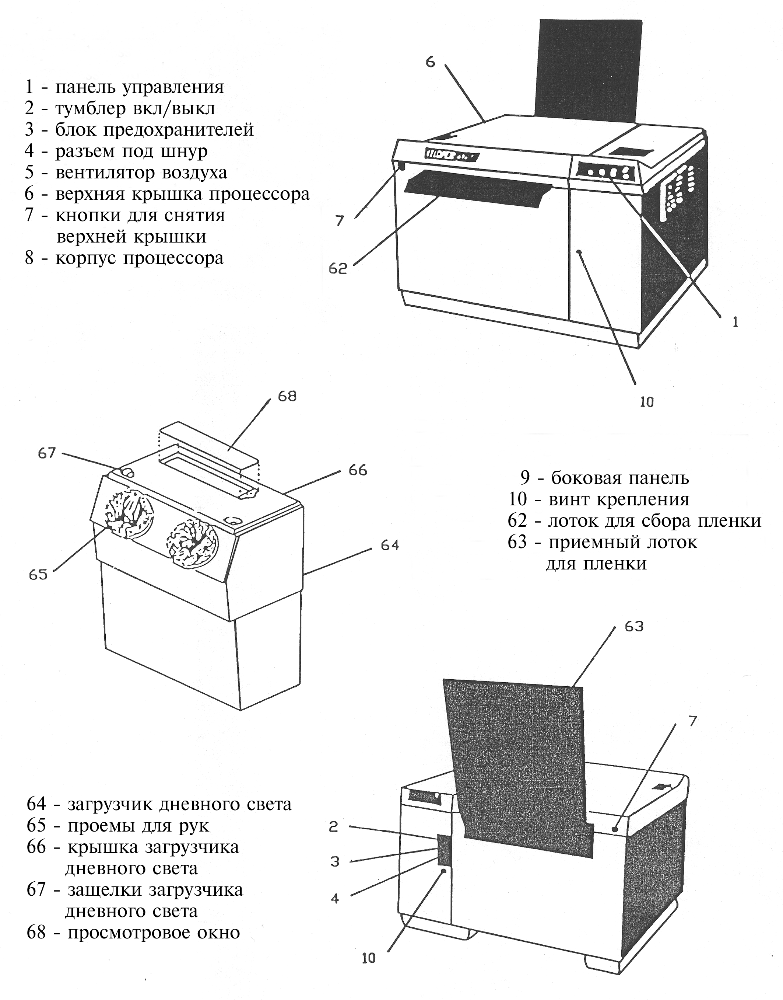 6
1 - панель управления
2 - тумблер вкл/выкл
3 - блок предохранителей
4 - разъем под шнур
5 - вентилятор воздуха
6 - верхняя крышка процессора
7 - кнопки для снятия
верхней крышки
8 - корпус процессора
7
62
1
10
68
67
66
64
65
9 - боковая панель
10 - винт крепления
62 - лоток для сбора пленки
63 - приемный лоток
для пленки
63
7
64 - загрузчик дневного света
65 - проемы для рук
66 - крышка загрузчика
дневного света
67 - защелки загрузчика
дневного света
68 - просмотровое окно
2
3
4
10